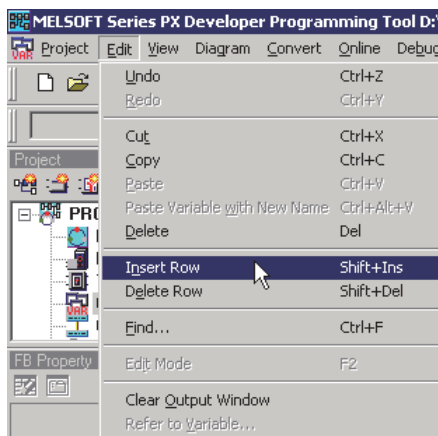 MELSOFT Series PX Developer Programming Tool D:\
Project Edit View Diagram Convert Online Debug
Undo Ctrl+Z
Redo Ctrl+Y
Cut Ctrl+X
Project
Copy Ctrl+C
Paste Ctrl+V
Paste Variable with New Name Ctrl+Alt+V
PRO
Delete Del
Insert Row Shift+Ins
Delete Row Shift+Del
VAR
Find... Ctrl+F
FB Property
Edit Mode F2
Clear Output Window
Refer to Variable...